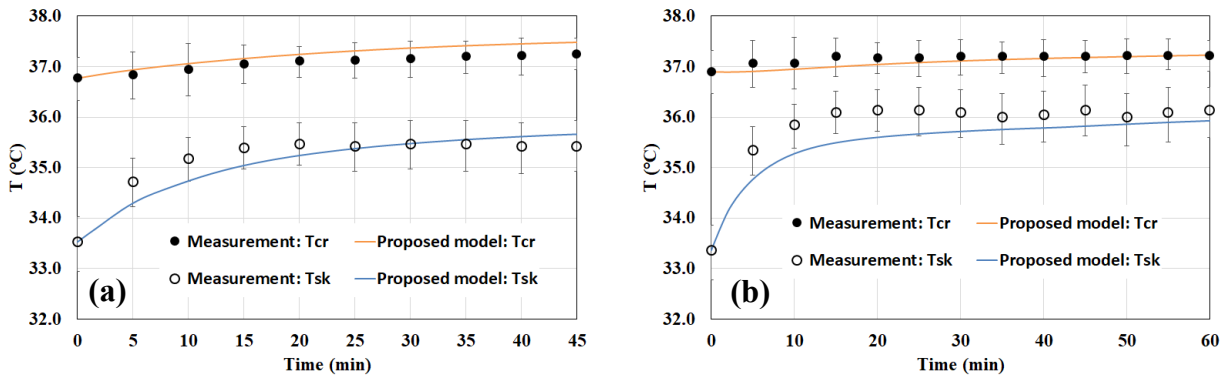 38.0
37.0
36.0
35.0
34.0
33.0
32.0
T (°C)
Measurement: Tcr
Proposed model: Tcr
Measurement: Tsk
Proposed model: Tsk
(a)
0 5 10 15 20 25 30 35 40 45
Time (min)
38.0
37.0
36.0
35.0
34.0
33.0
32.0
T (°C)
Measurement: Tcr
Proposed model: Tcr
Measurement: Tsk
Proposed model: Tsk
(b)
0 10 20 30 40 50 60
Time (min)